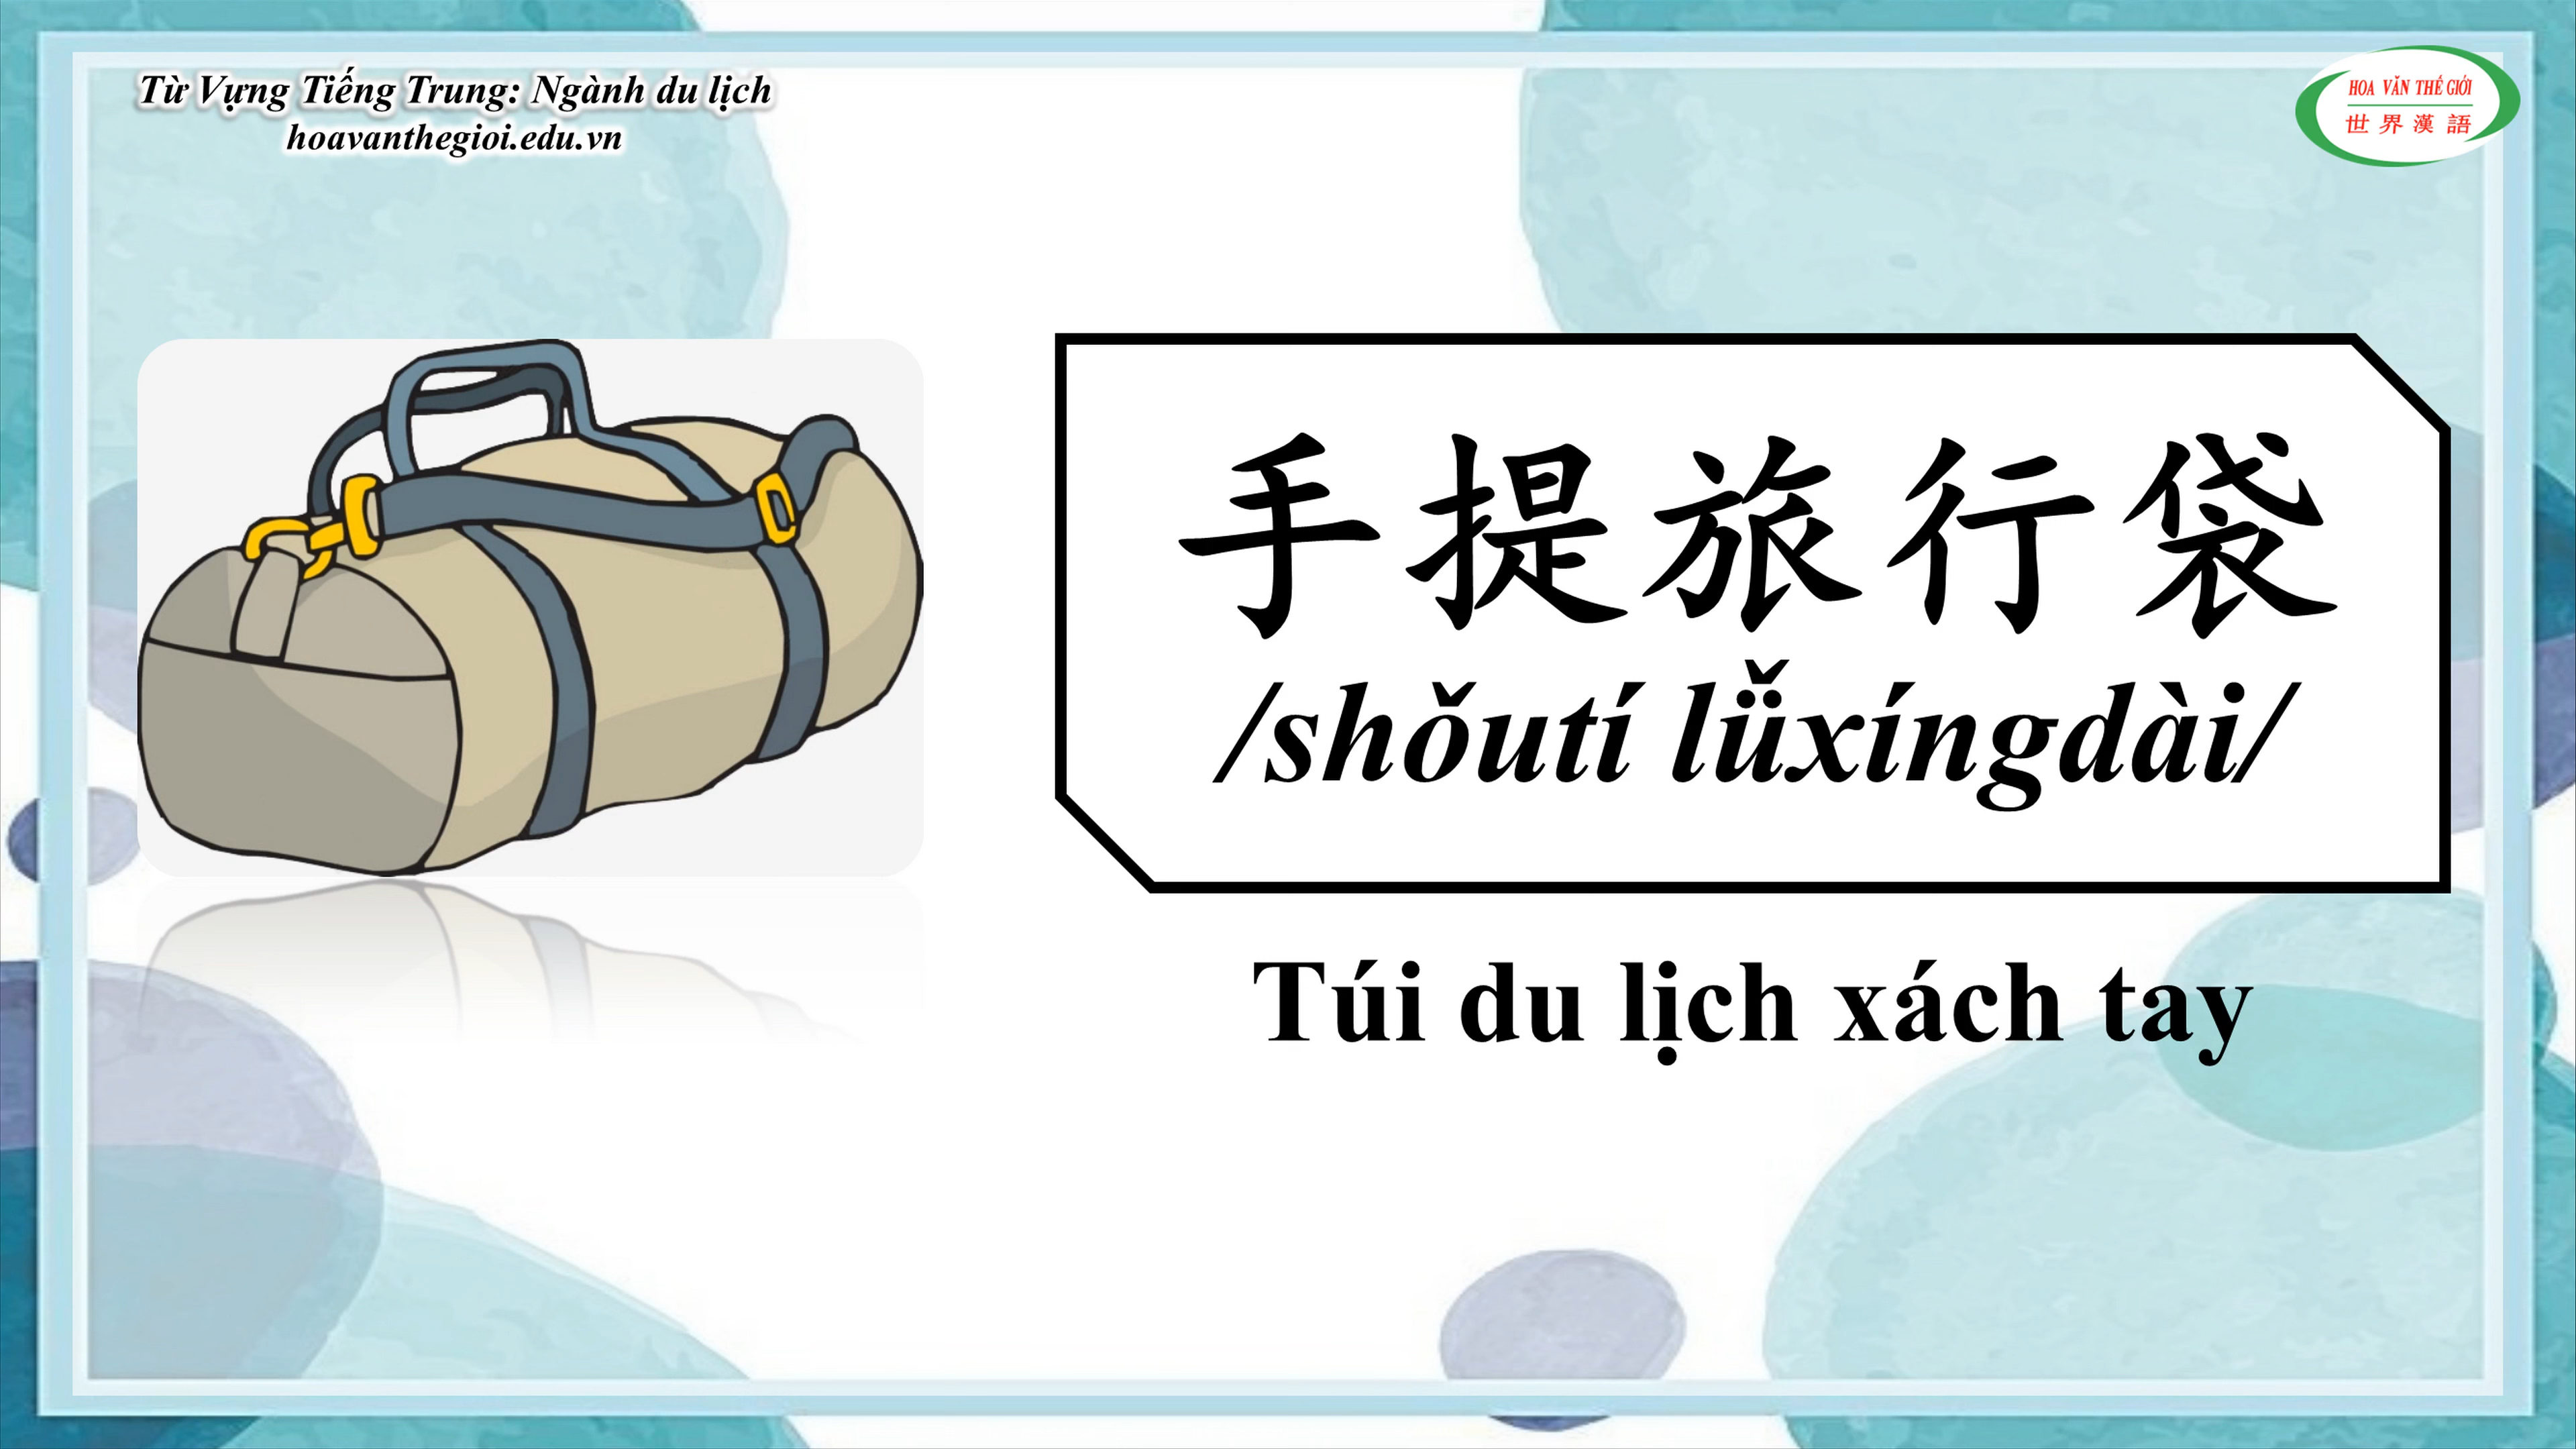 Từ Vựng Tiếng Trung: Ngành du lịch
hoavanthegioi.edu.vn
HOA VĂN THẾ GIỚI
世界漢語
手提旅行袋
/shǒutí lǚxíngdài/
Túi du lịch xách tay